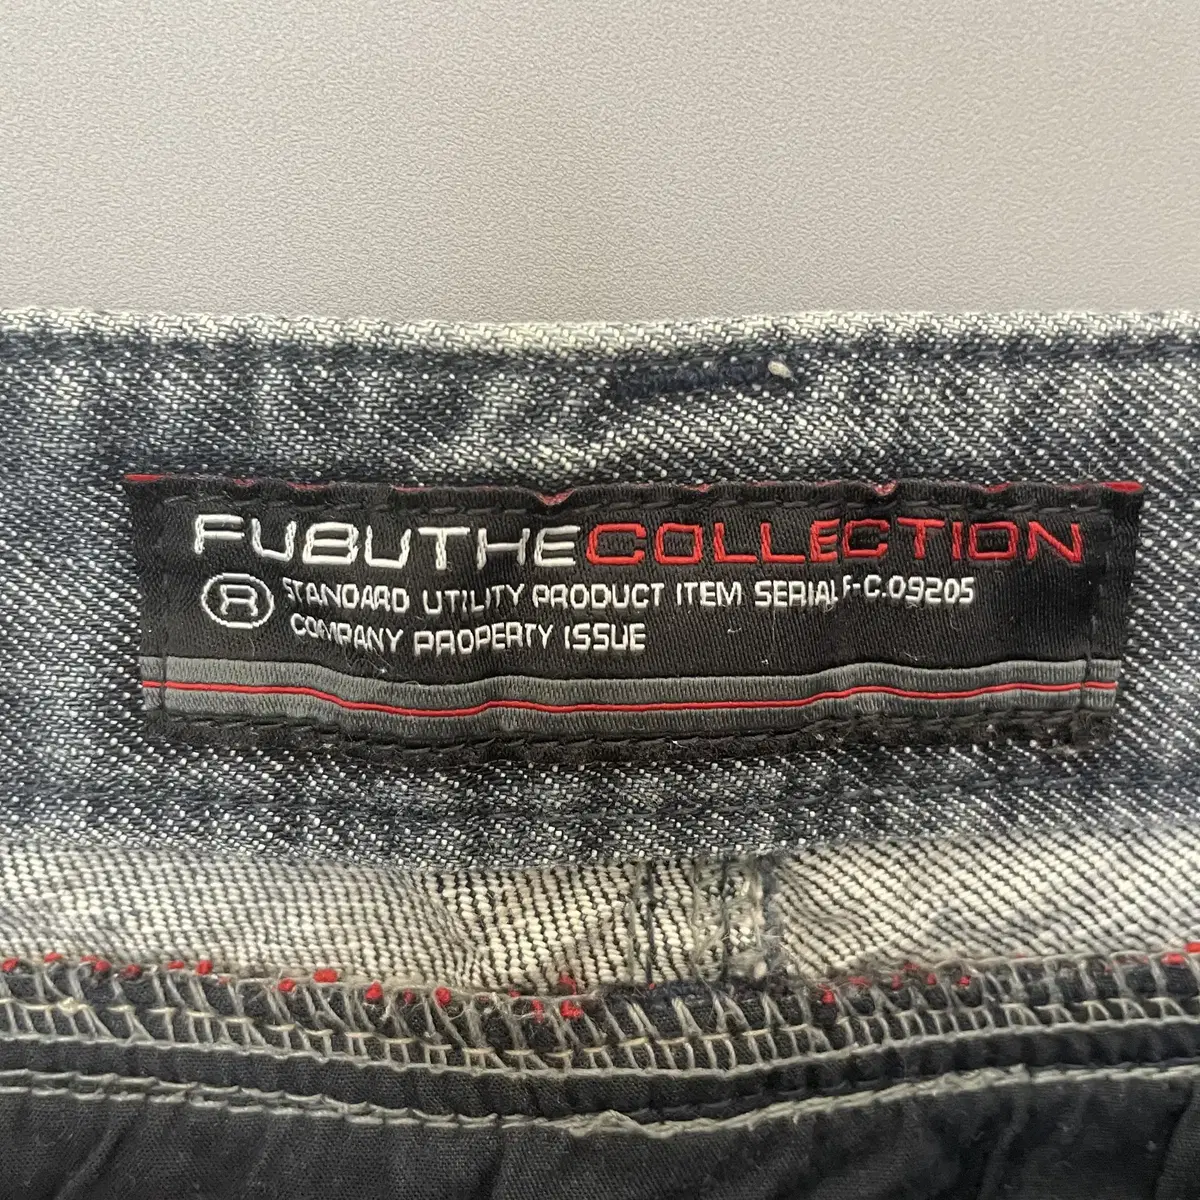 FUBUTHECOLLECTION
R STANDARD UTILITY PRODUCT ITEM SERIAL F-C.09205
COMPANY PROPERTY ISSUE